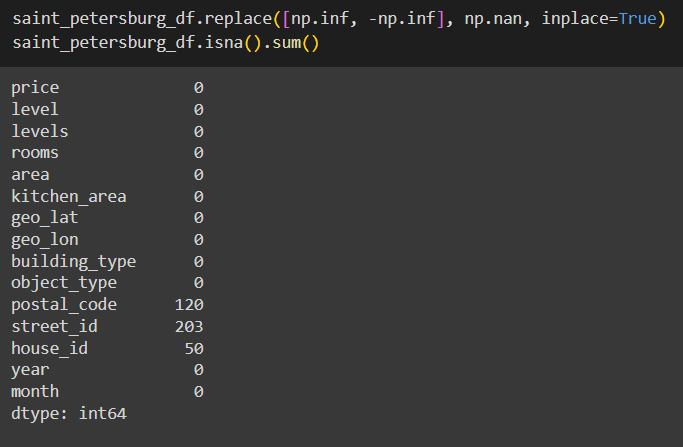 saint_petersburg_df.replace([np.inf, -np.inf], np.nan, inplace=True)
saint_petersburg_df.isna().sum()
price 0
level 0
levels 0
rooms 0
area 0
kitchen_area 0
geo_lat 0
geo_lon 0
building_type 0
object_type 0
postal_code 120
street_id 203
house_id 50
year 0
month 0
dtype: int64